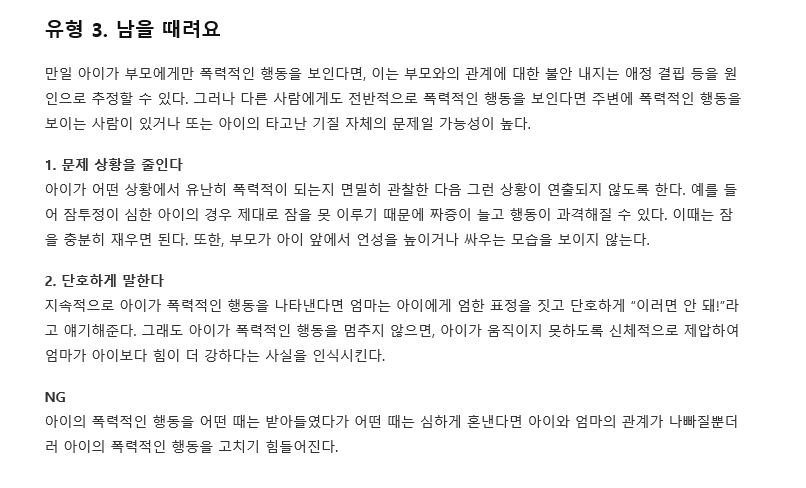 유형 3. 남을 때려요
만일 아이가 부모에게만 폭력적인 행동을 보인다면, 이는 부모와의 관계에 대한 불안 내지는 애정 결핍 등을 원
인으로 추정할 수 있다. 그러나 다른 사람에게도 전반적으로 폭력적인 행동을 보인다면 주변에 폭력적인 행동을
보이는 사람이 있거나 또는 아이의 타고난 기질 자체의 문제일 가능성이 높다.
1. 문제 상황을 줄인다
아이가 어떤 상황에서 유난히 폭력적이 되는지 면밀히 관찰한 다음 그런 상황이 연출되지 않도록 한다. 예를 들
어 잠투정이 심한 아이의 경우 제대로 잠을 못 이루기 때문에 짜증이 늘고 행동이 과격해질 수 있다. 이때는 잠
을 충분히 재우면 된다. 또한, 부모가 아이 앞에서 언성을 높이거나 싸우는 모습을 보이지 않는다.
2. 단호하게 말한다
지속적으로 아이가 폭력적인 행동을 나타낸다면 엄마는 아이에게 엄한 표정을 짓고 단호하게 “이러면 안 돼!”라
고 얘기해준다. 그래도 아이가 폭력적인 행동을 멈추지 않으면, 아이가 움직이지 못하도록 신체적으로 제압하여
엄마가 아이보다 힘이 더 강하다는 사실을 인식시킨다.
NG
아이의 폭력적인 행동을 어떤 때는 받아들였다가 어떤 때는 심하게 혼낸다면 아이와 엄마의 관계가 나빠질뿐더
러 아이의 폭력적인 행동을 고치기 힘들어진다.